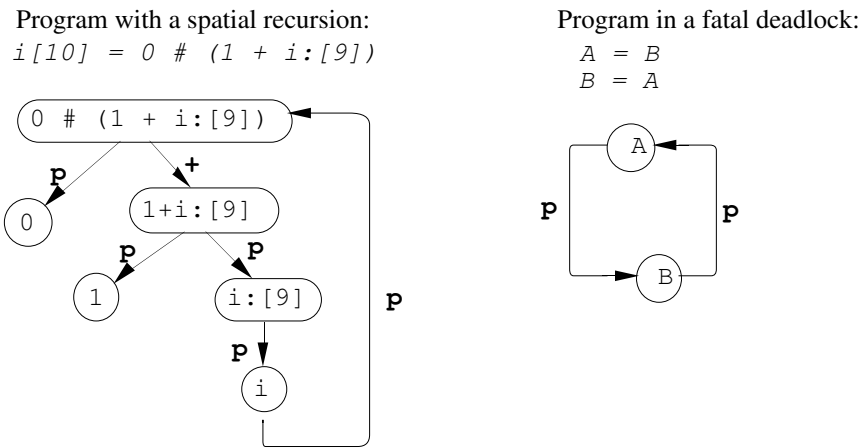 Program with a spatial recursion:
i[10] = 0 # (1 + i:[9])
0 # (1 + i:[9])
p
+
0
1+i:[9]
p
p
1
i:[9]
p
p
i
Program in a fatal deadlock:
A = B
B = A
A
p
p
B